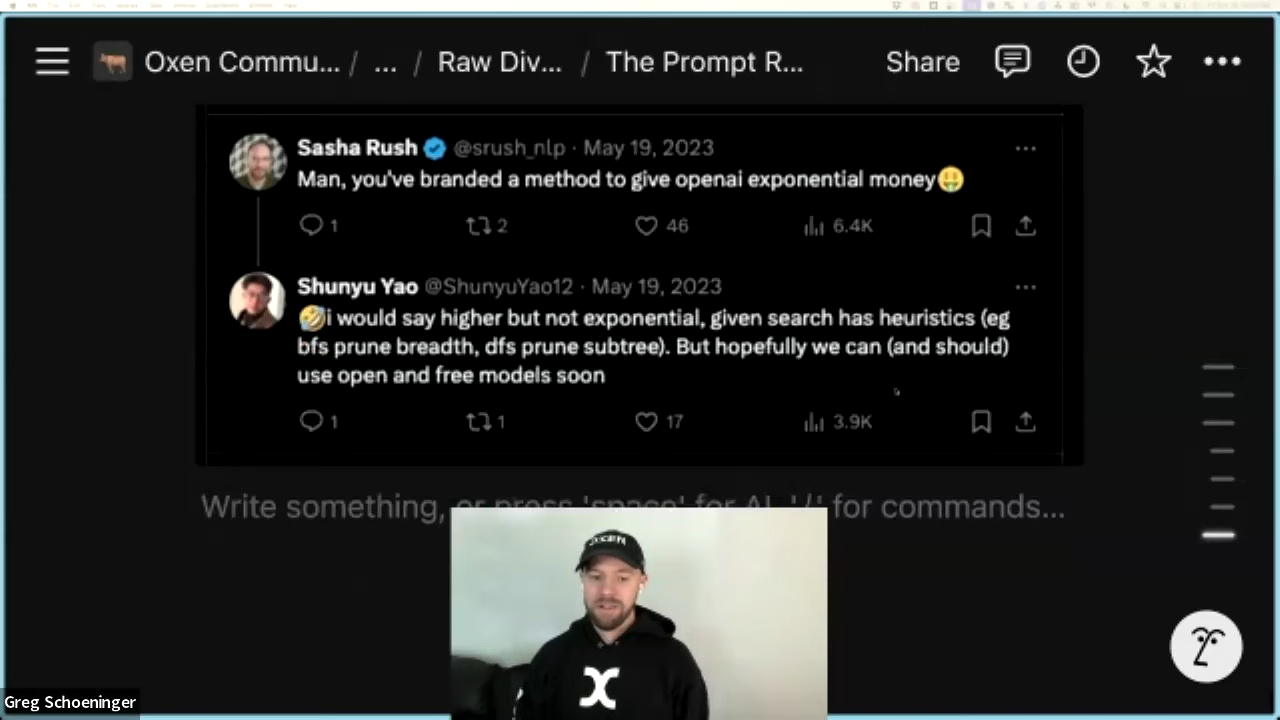 Oxen Commu... / ... / Raw Div... / The Prompt R... Share
Sasha Rush @srush_nlp · May 19, 2023
Man, you've branded a method to give openai exponential money🤑
1 2 46 6.4K
Shunyu Yao @ShunyuYao12 · May 19, 2023
🤣i would say higher but not exponential, given search has heuristics (eg
bfs prune breadth, dfs prune subtree). But hopefully we can (and should)
use open and free models soon
1 1 17 3.9K
Write something, or press 'space' for AI, '/' for commands...
OXEN
Greg Schoeninger